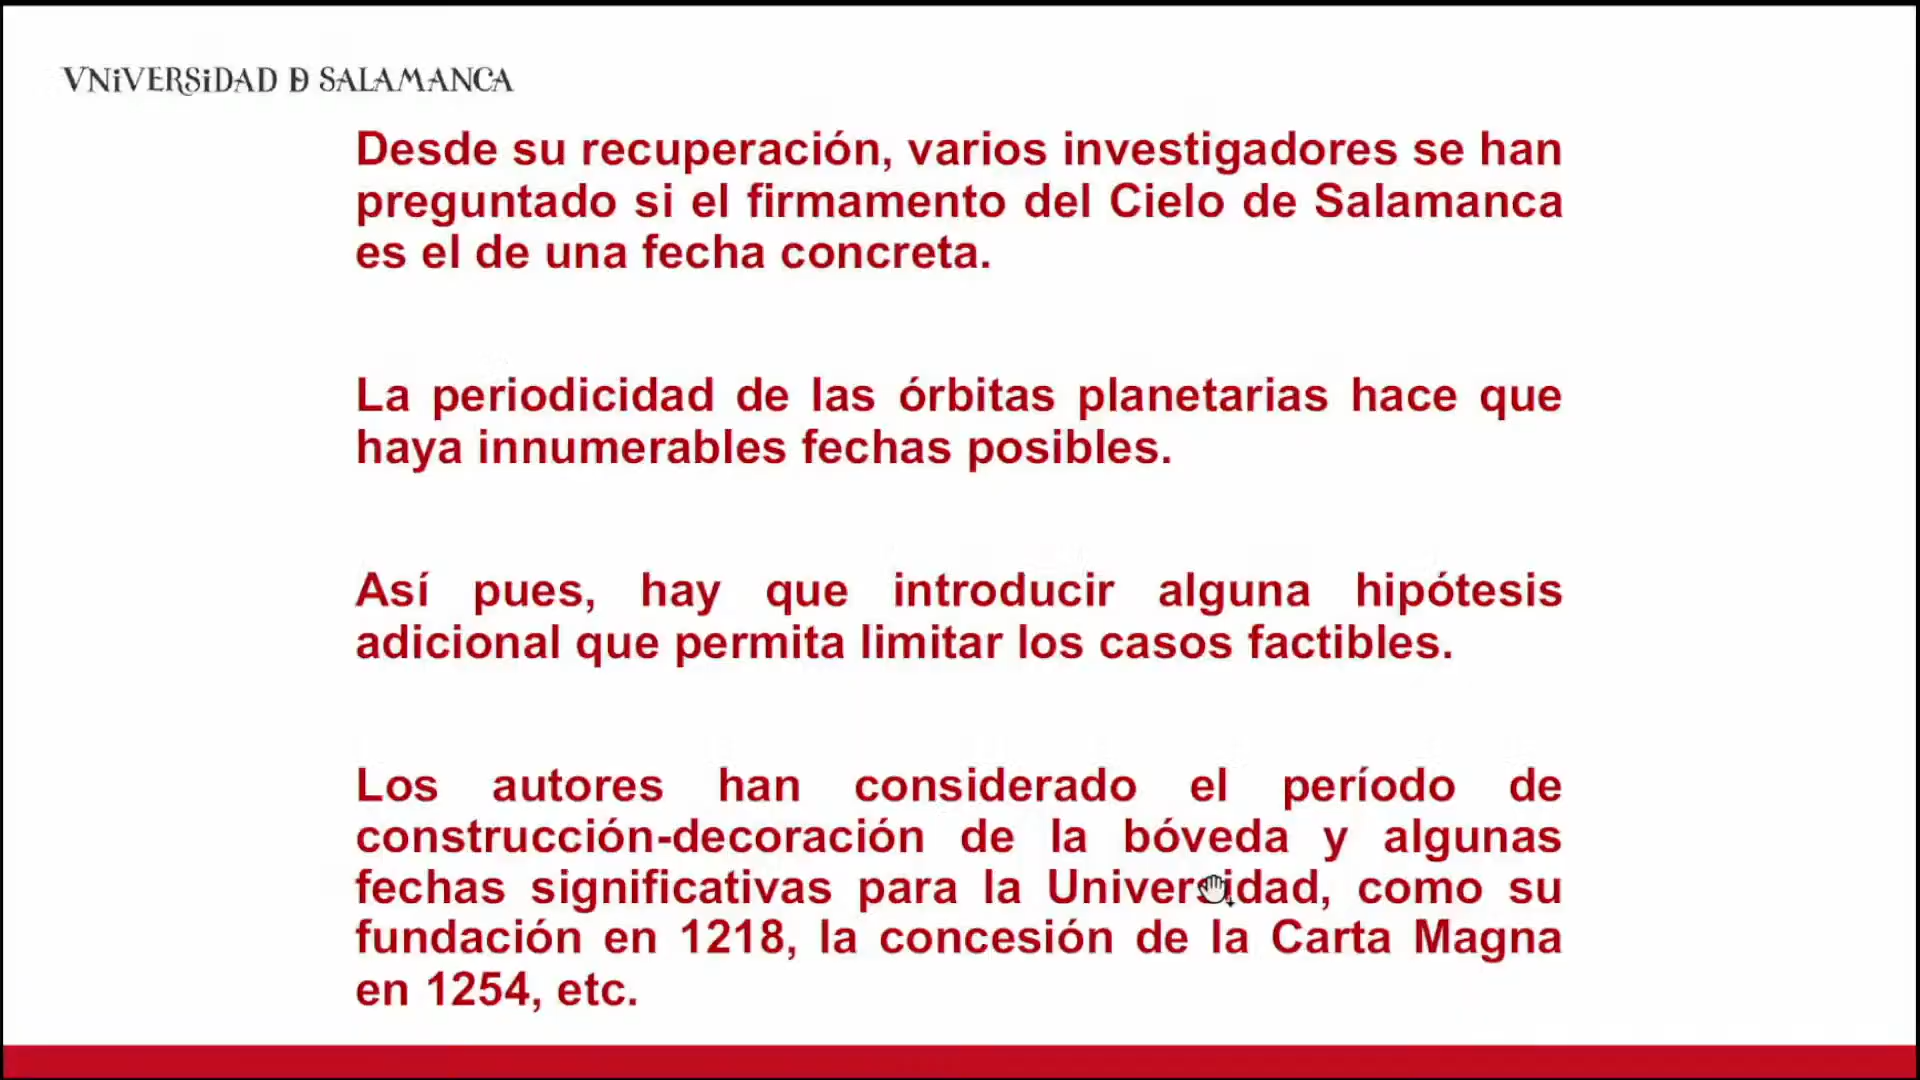 VNiVERSiDAD Ð SALAMANCA
Desde su recuperación, varios investigadores se han
preguntado si el firmamento del Cielo de Salamanca
es el de una fecha concreta.
La periodicidad de las órbitas planetarias hace que
haya innumerables fechas posibles.
Así pues, hay que introducir alguna hipótesis
adicional que permita limitar los casos factibles.
Los autores han considerado el período de
construcción-decoración de la bóveda y algunas
fechas significativas para la Universidad, como su
fundación en 1218, la concesión de la Carta Magna
en 1254, etc.